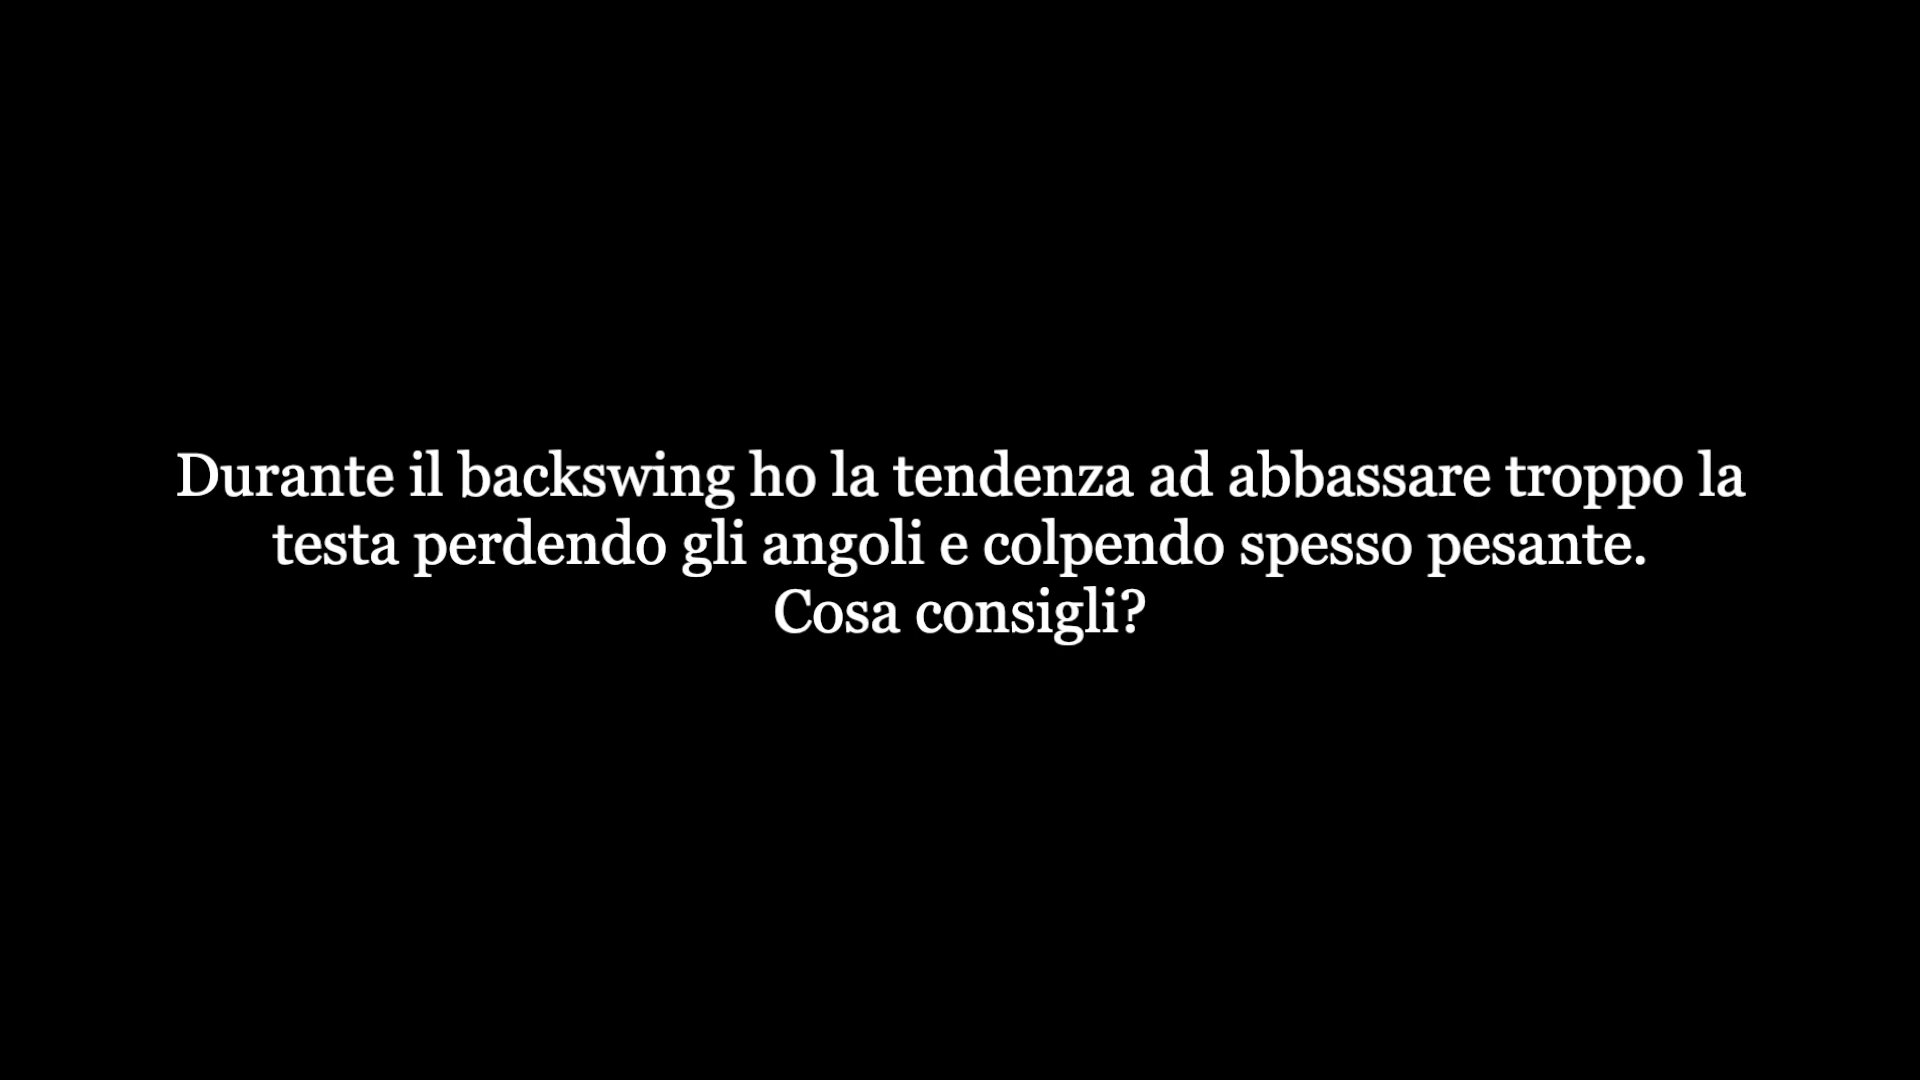 Durante il backswing ho la tendenza ad abbassare troppo la
testa perdendo gli angoli e colpendo spesso pesante.
Cosa consigli?